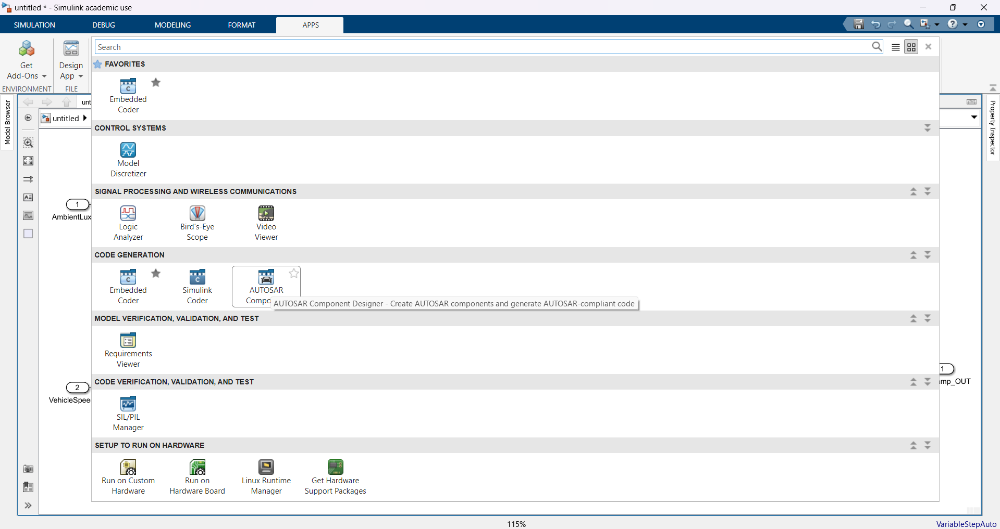 untitled * - Simulink academic use
SIMULATION
DEBUG
MODELING
FORMAT
APPS
Get
Add-Ons
ENVIRONMENT
Design
App
FILE
Search
FAVORITES
Embedded
Coder
CONTROL SYSTEMS
Model
Discretizer
SIGNAL PROCESSING AND WIRELESS COMMUNICATIONS
Logic
Analyzer
Bird's-Eye
Scope
Video
Viewer
CODE GENERATION
Embedded
Coder
Simulink
Coder
AUTOSAR
Compo
AUTOSAR Component Designer - Create AUTOSAR components and generate AUTOSAR-compliant code
MODEL VERIFICATION, VALIDATION, AND TEST
Requirements
Viewer
CODE VERIFICATION, VALIDATION, AND TEST
SIL/PIL
Manager
SETUP TO RUN ON HARDWARE
Run on Custom
Hardware
Run on
Hardware Board
Linux Runtime
Manager
Get Hardware
Support Packages
Model Browser
unt
untitled
1
AmbientLux
2
VehicleSpeed
1
amp_OUT
Property Inspector
115%
VariableStepAuto